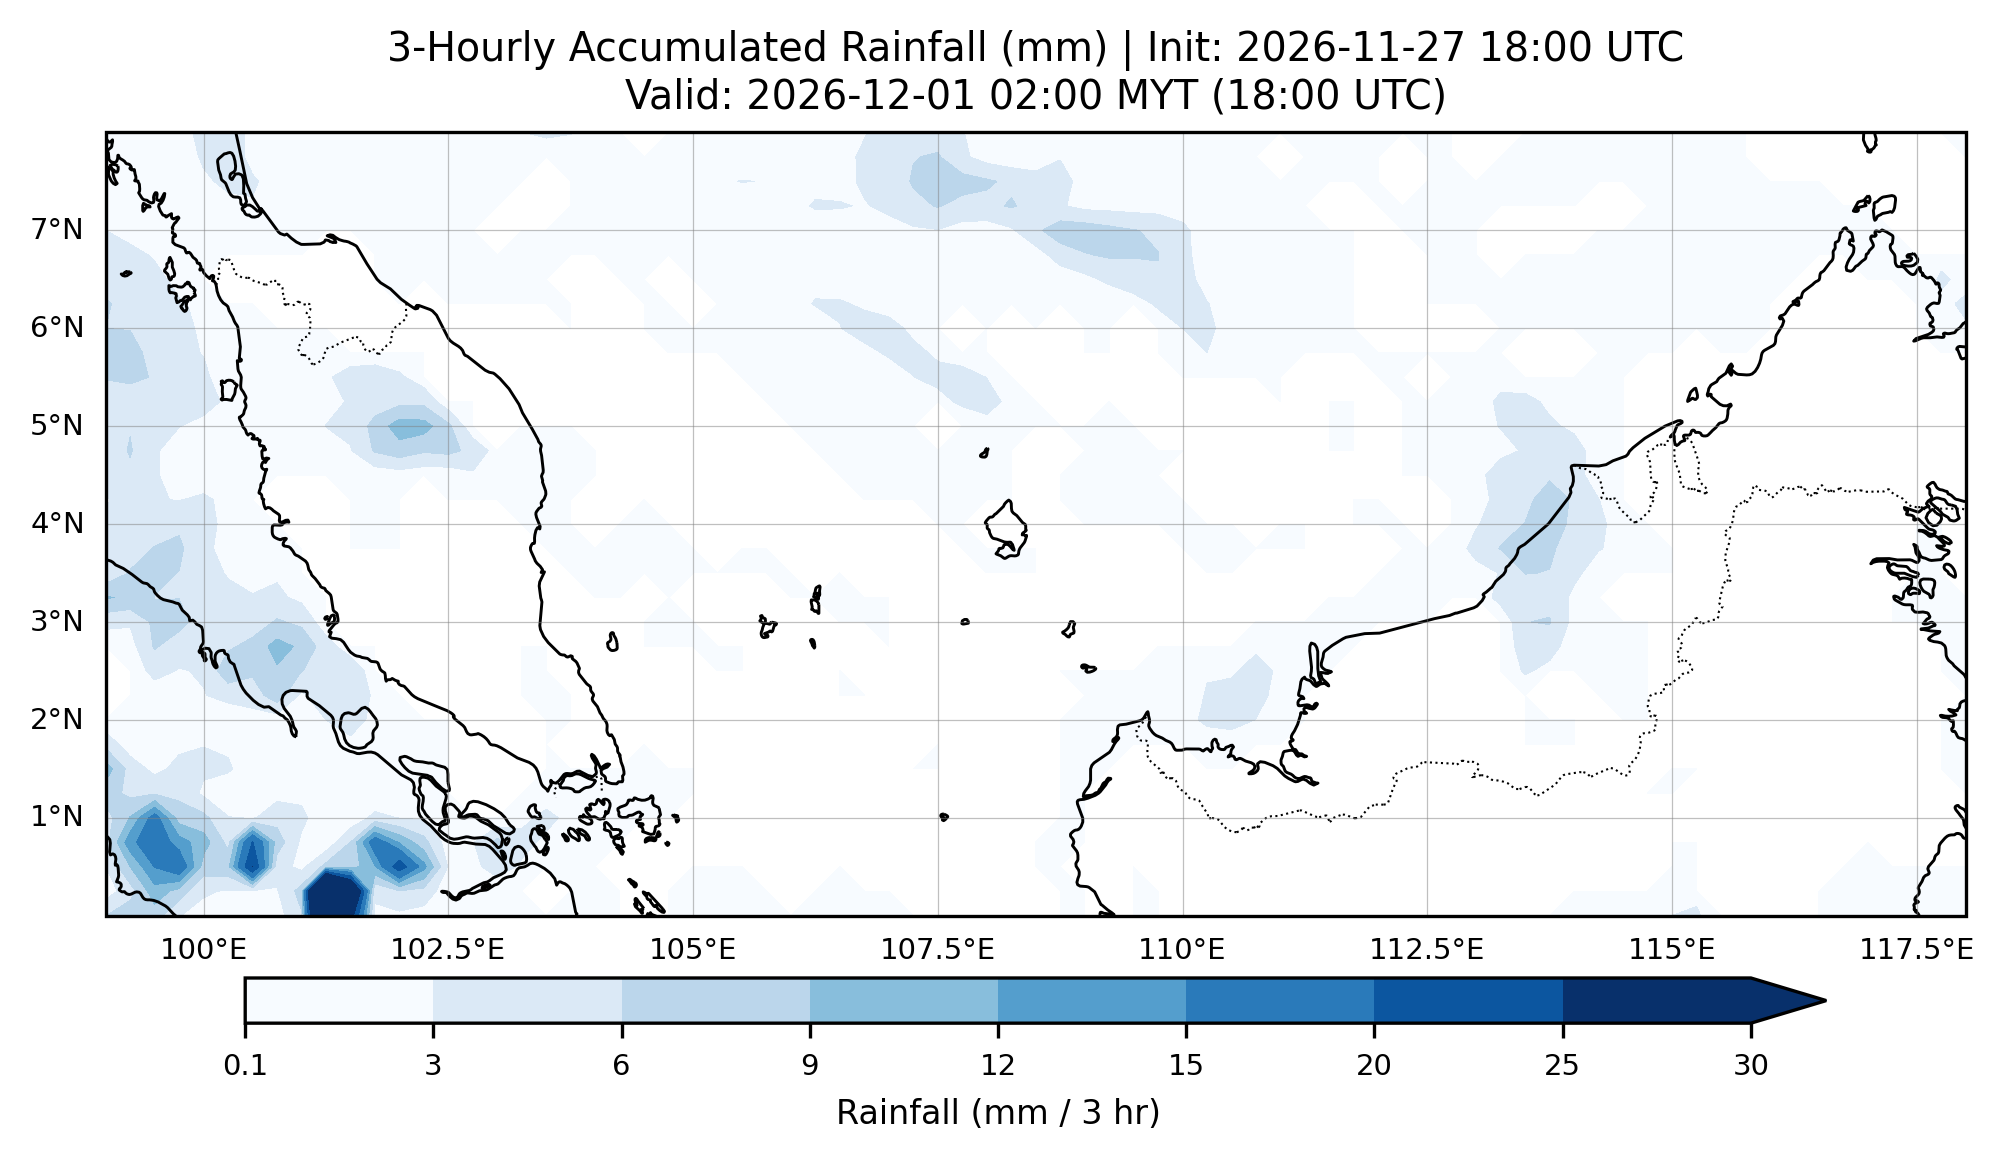 3-Hourly Accumulated Rainfall (mm) | Init: 2026-11-27 18:00 UTC
Valid: 2026-12-01 02:00 MYT (18:00 UTC)
7°N
6°N
5°N
4°N
3°N
2°N
1°N
100°E 102.5°E 105°E 107.5°E 110°E 112.5°E 115°E 117.5°E
0.1 3 6 9 12 15 20 25 30
Rainfall (mm / 3 hr)